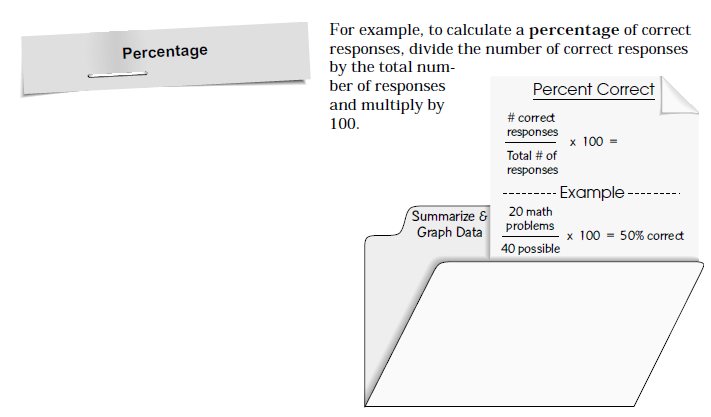 Percentage
For example, to calculate a percentage of correct
responses, divide the number of correct responses
by the total num-
ber of responses
and multiply by
100.
Percent Correct
# correct
responses
x 100 =
Total # of
responses
-------- Example --------
20 math
problems
x 100 = 50% correct
40 possible
Summarize &
Graph Data